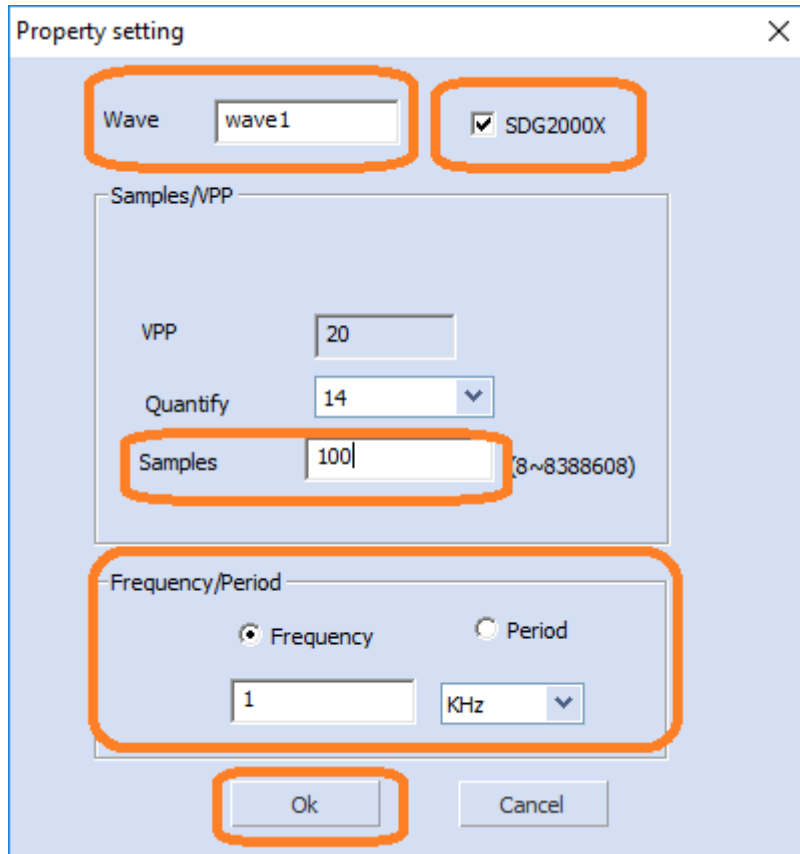 Property setting
Wave wave1 SDG2000X
Samples/VPP
VPP 20
Quantify 14
Samples 100 (8~8388608)
Frequency/Period
Frequency Period
1 KHz
Ok Cancel